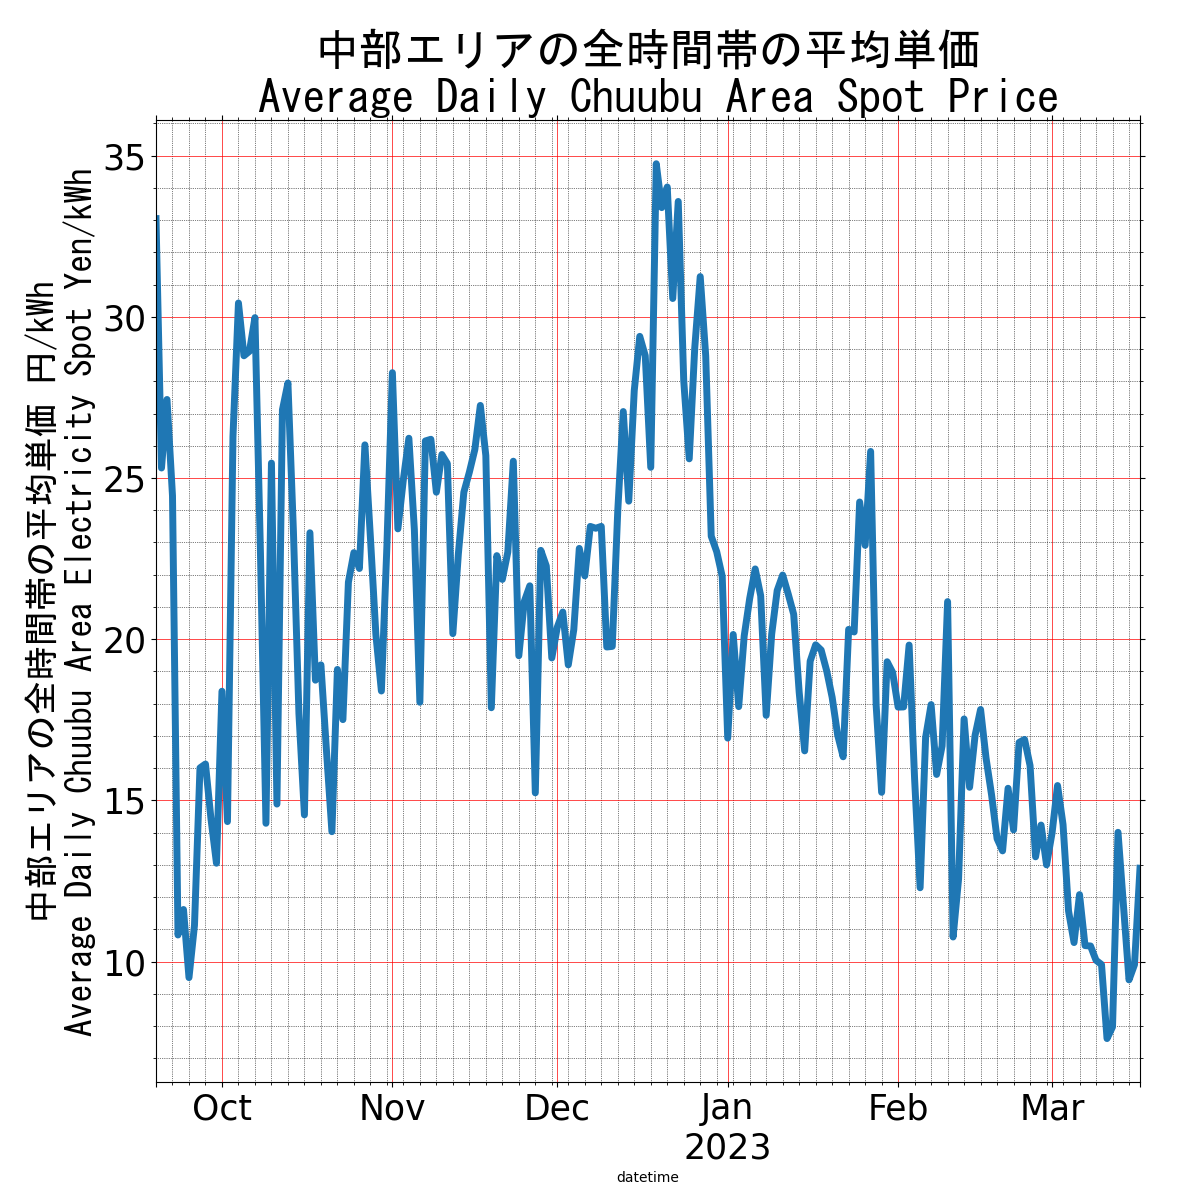 中部エリアの全時間帯の平均単価
Average Daily Chuubu Area Spot Price
中部エリアの全時間帯の平均単価 円/kWh
Average Daily Chuubu Area Electricity Spot Yen/kWh
35
30
25
20
15
10
Oct Nov Dec Jan Feb Mar
2023
datetime